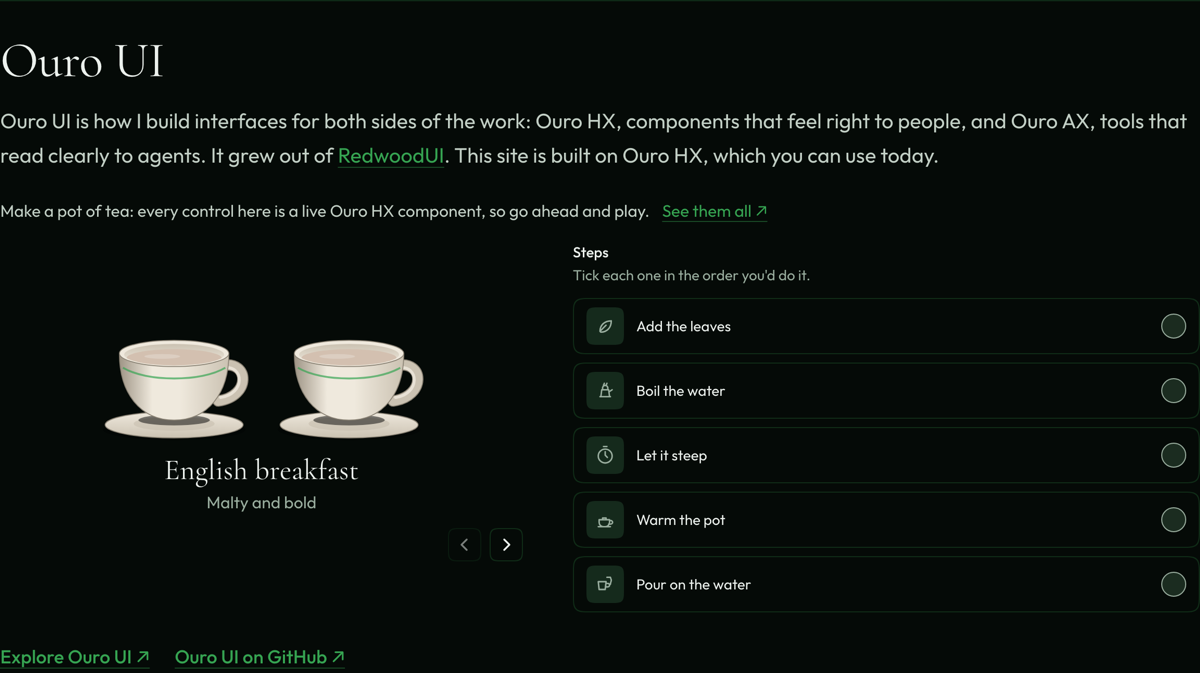 Ouro UI
Ouro UI is how I build interfaces for both sides of the work: Ouro HX, components that feel right to people, and Ouro AX, tools that
read clearly to agents. It grew out of RedwoodUI. This site is built on Ouro HX, which you can use today.
Make a pot of tea: every control here is a live Ouro HX component, so go ahead and play. See them all ↗
English breakfast
Malty and bold
Steps
Tick each one in the order you'd do it.
Add the leaves
Boil the water
Let it steep
Warm the pot
Pour on the water
Explore Ouro UI ↗ Ouro UI on GitHub ↗